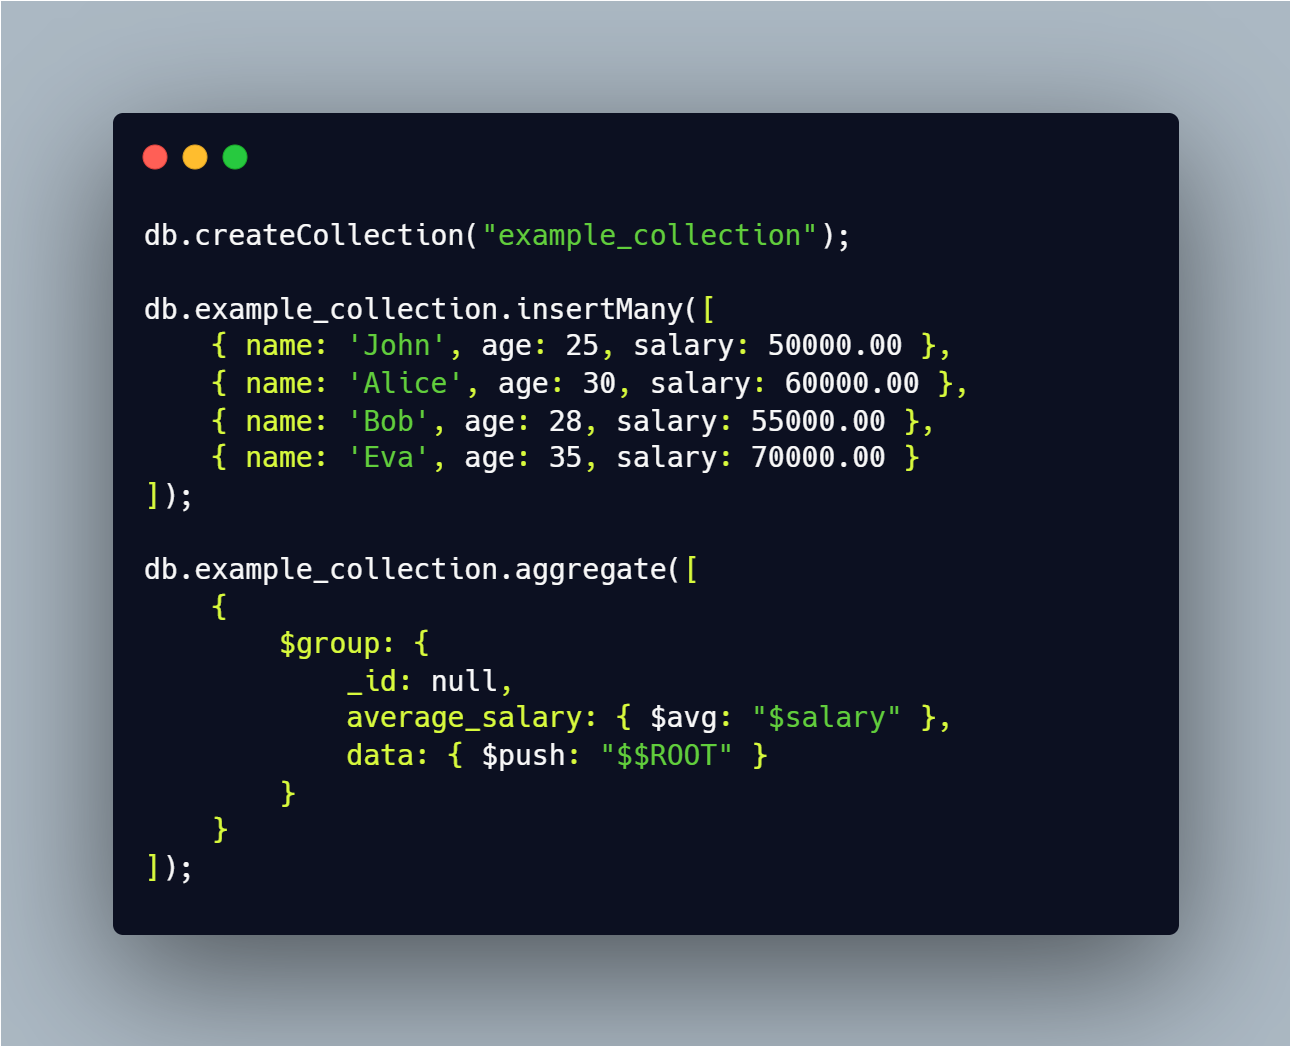 db.createCollection("example_collection");
db.example_collection.insertMany([
    { name: 'John', age: 25, salary: 50000.00 },
    { name: 'Alice', age: 30, salary: 60000.00 },
    { name: 'Bob', age: 28, salary: 55000.00 },
    { name: 'Eva', age: 35, salary: 70000.00 }
]);
db.example_collection.aggregate([
    {
        $group: {
            _id: null,
            average_salary: { $avg: "$salary" },
            data: { $push: "$$ROOT" }
        }
    }
]);